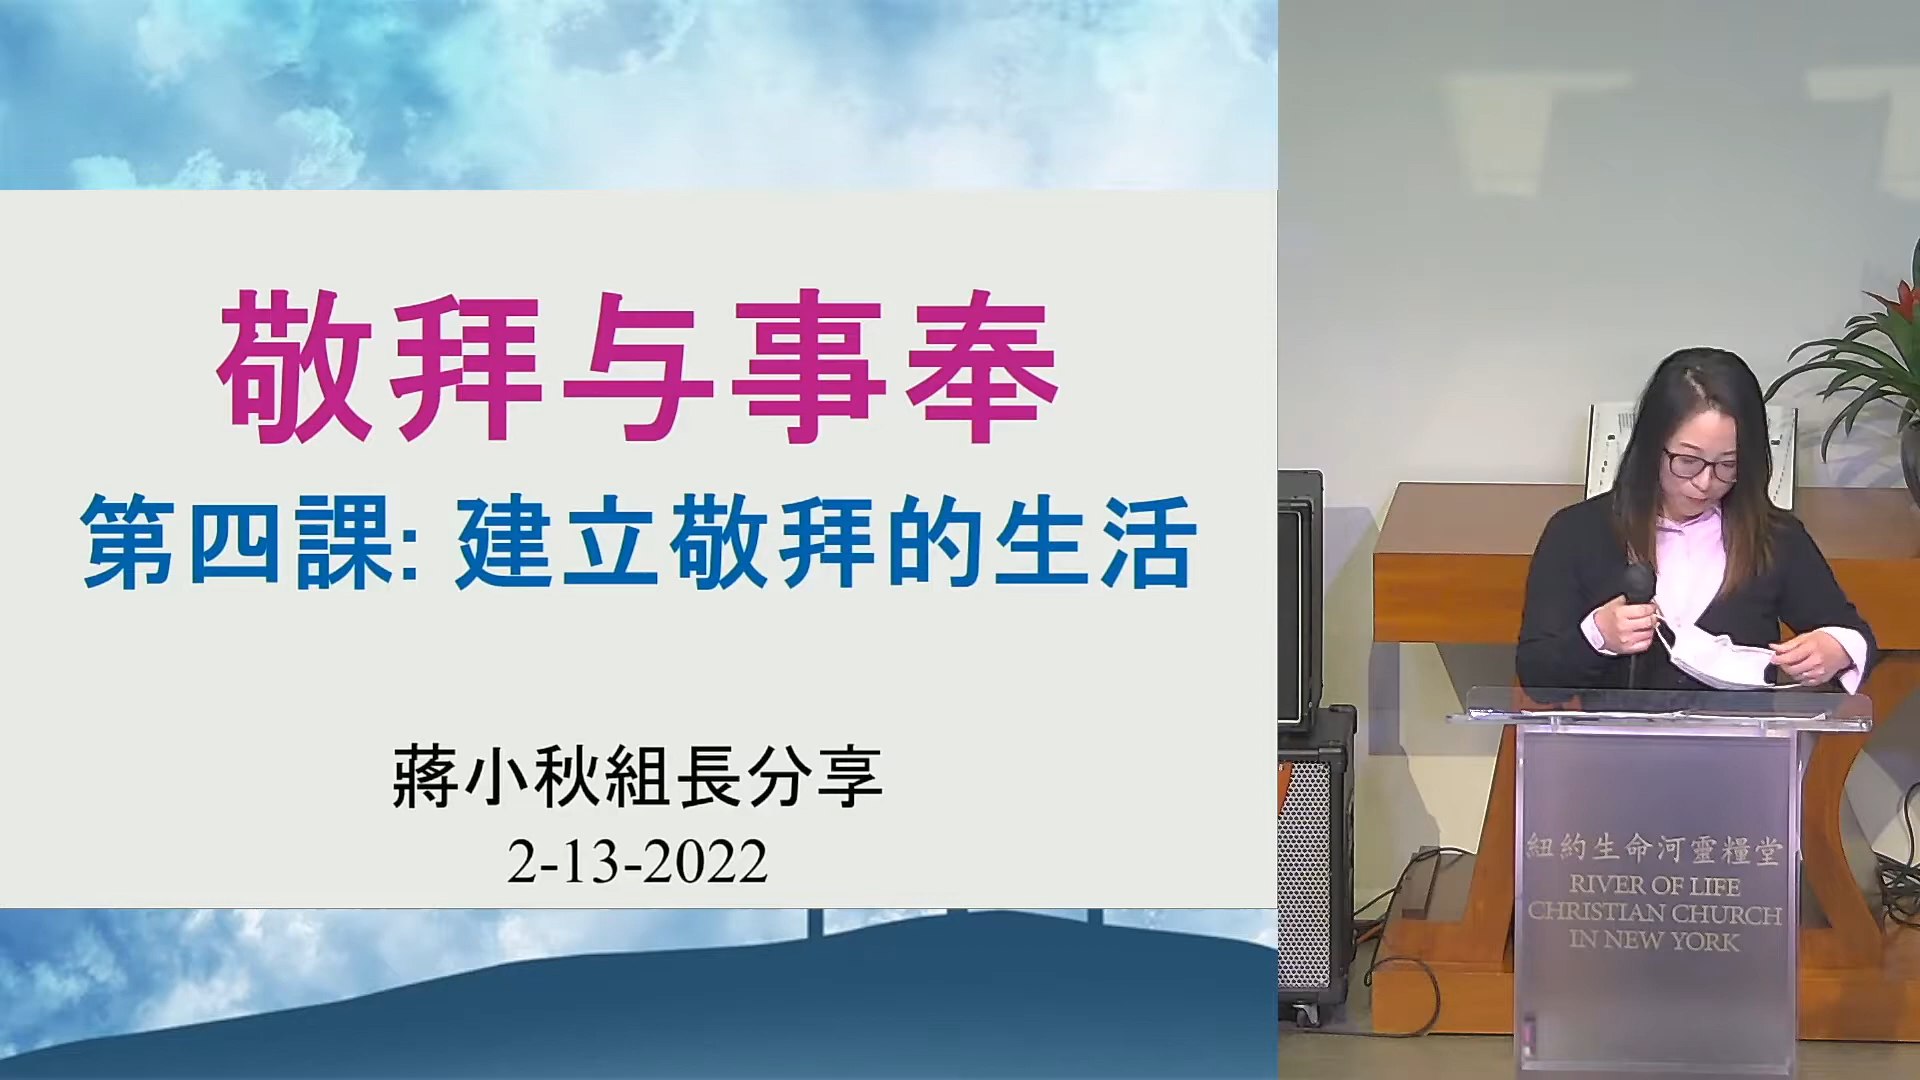 敬拜与事奉
第四課: 建立敬拜的生活
蔣小秋組長分享
2-13-2022
紐約生命河靈糧堂
RIVER OF LIFE
CHRISTIAN CHURCH
IN NEW YORK